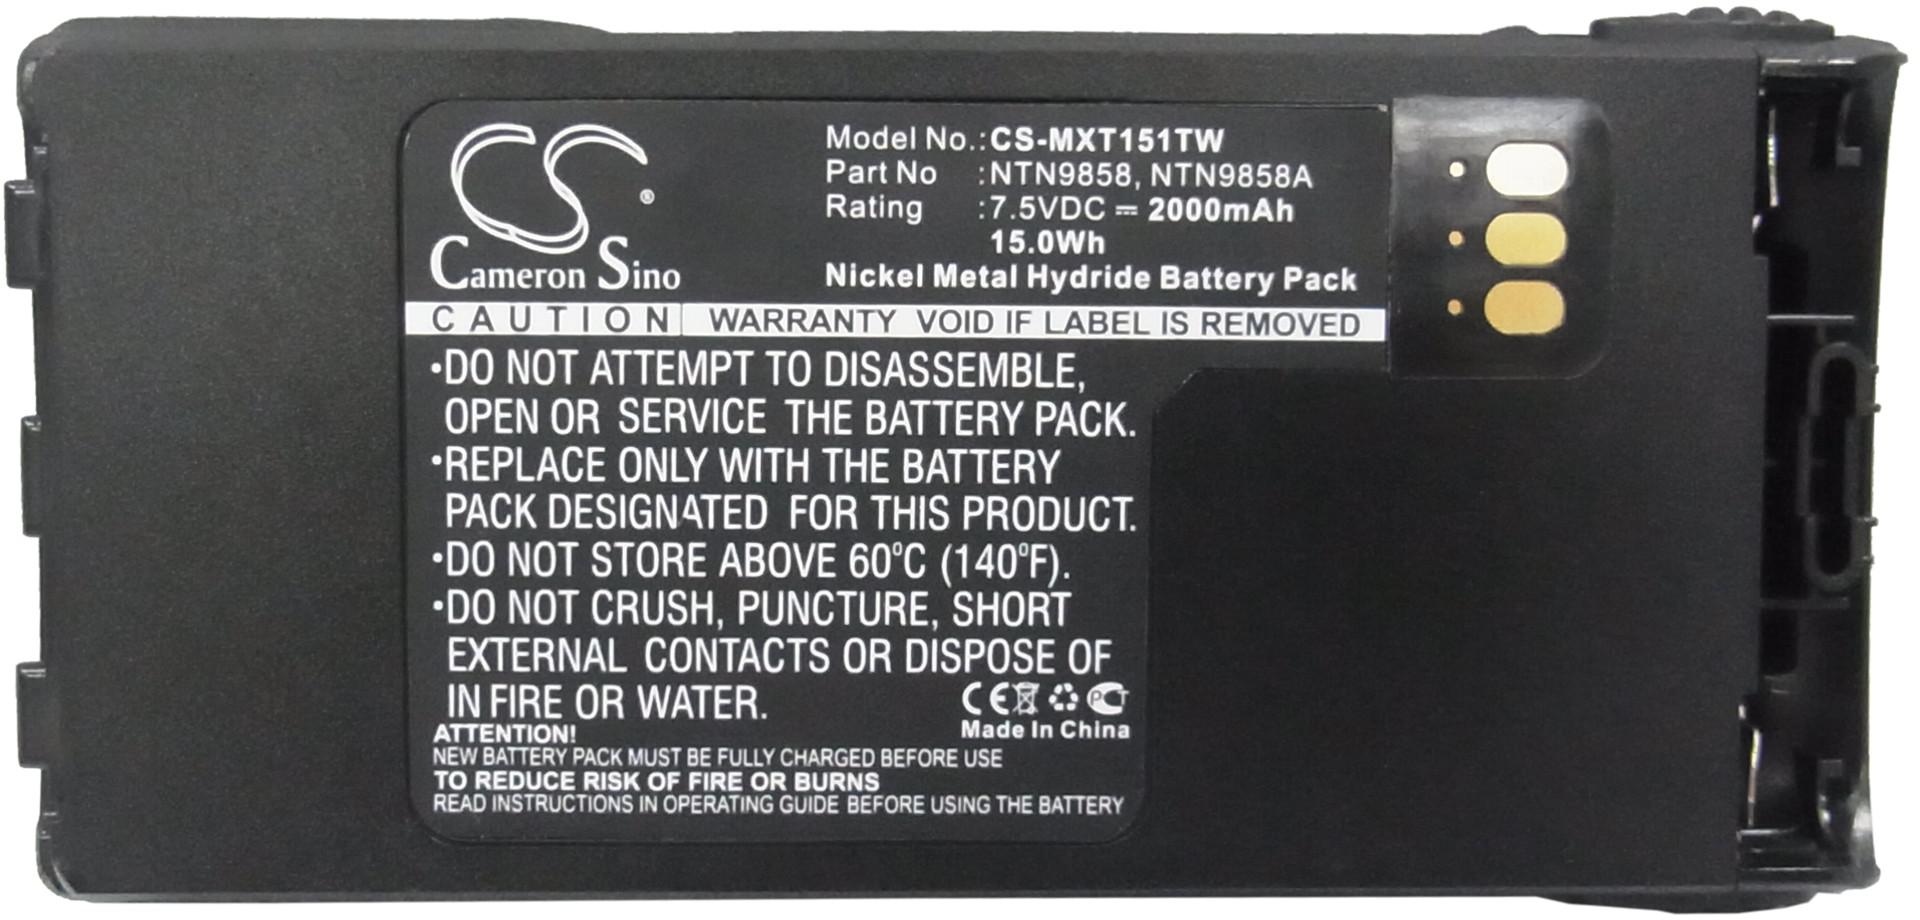 CS®
Cameron Sino
Model No.: CS-MXT151TW
Part No : NTN9858, NTN9858A
Rating : 7.5VDC ⎓ 2000mAh
15.0Wh
Nickel Metal Hydride Battery Pack
CAUTION WARRANTY VOID IF LABEL IS REMOVED
•DO NOT ATTEMPT TO DISASSEMBLE,
OPEN OR SERVICE THE BATTERY PACK.
•REPLACE ONLY WITH THE BATTERY
PACK DESIGNATED FOR THIS PRODUCT.
•DO NOT STORE ABOVE 60ºC (140ºF).
•DO NOT CRUSH, PUNCTURE, SHORT
EXTERNAL CONTACTS OR DISPOSE OF
IN FIRE OR WATER.
CE PCT
Made In China
ATTENTION!
NEW BATTERY PACK MUST BE FULLY CHARGED BEFORE USE
TO REDUCE RISK OF FIRE OR BURNS
READ INSTRUCTIONS IN OPERATING GUIDE BEFORE USING THE BATTERY